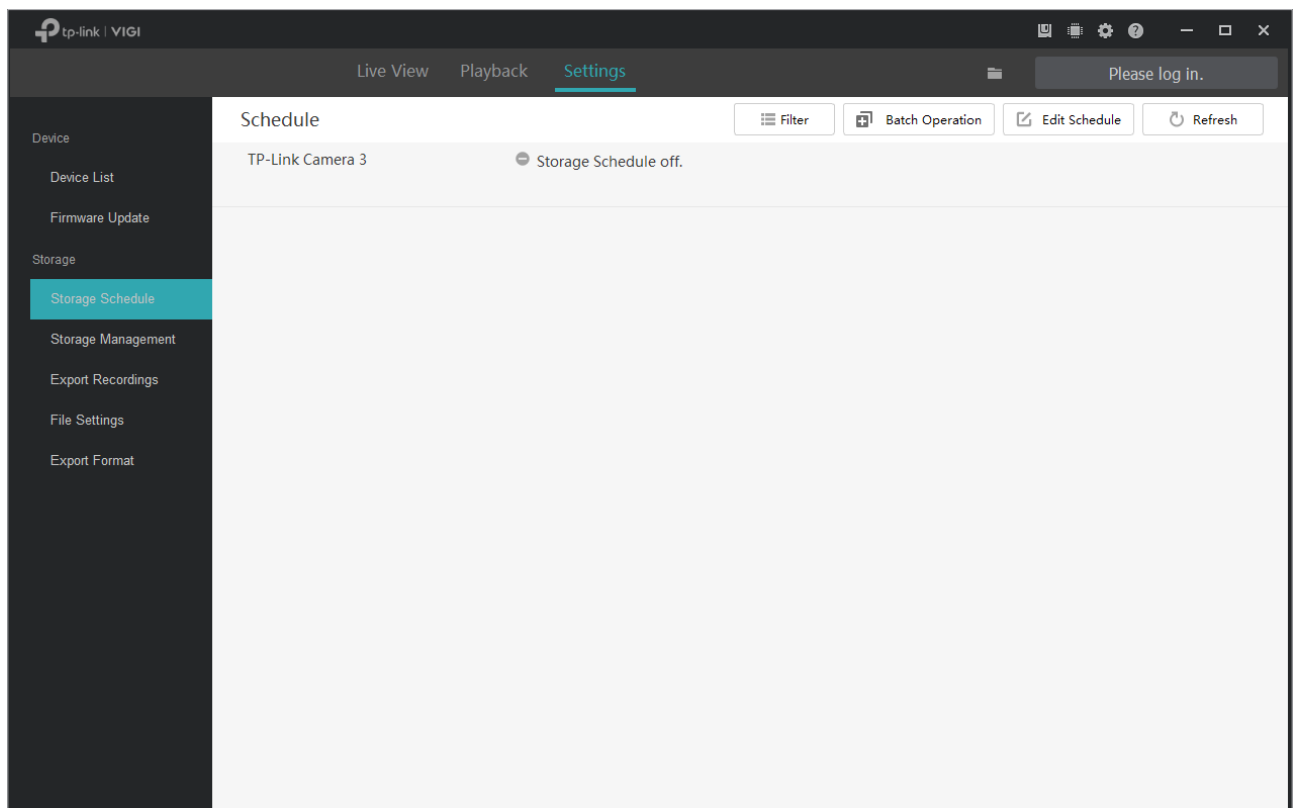 tp-link | VIGI
Live View Playback Settings Please log in.
Device
Device List
Firmware Update
Storage
Storage Schedule
Storage Management
Export Recordings
File Settings
Export Format
Schedule Filter Batch Operation Edit Schedule Refresh
TP-Link Camera 3 Storage Schedule off.